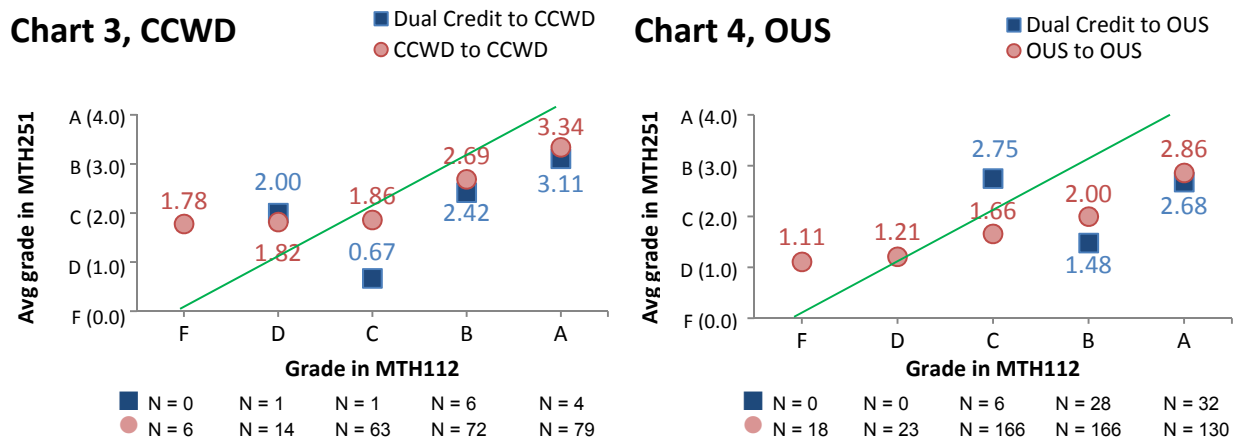 Chart 3, CCWD
Dual Credit to CCWD
CCWD to CCWD
Avg grade in MTH251
A (4.0)
B (3.0)
C (2.0)
D (1.0)
F (0.0)
1.78
2.00
1.82
1.86
0.67
2.69
2.42
3.34
3.11
F D C B A
Grade in MTH112
N = 0 N = 1 N = 1 N = 6 N = 4
N = 6 N = 14 N = 63 N = 72 N = 79
Chart 4, OUS
Dual Credit to OUS
OUS to OUS
Avg grade in MTH251
A (4.0)
B (3.0)
C (2.0)
D (1.0)
F (0.0)
1.11
1.21
2.75
1.66
2.00
1.48
2.86
2.68
F D C B A
Grade in MTH112
N = 0 N = 0 N = 6 N = 28 N = 32
N = 18 N = 23 N = 166 N = 166 N = 130